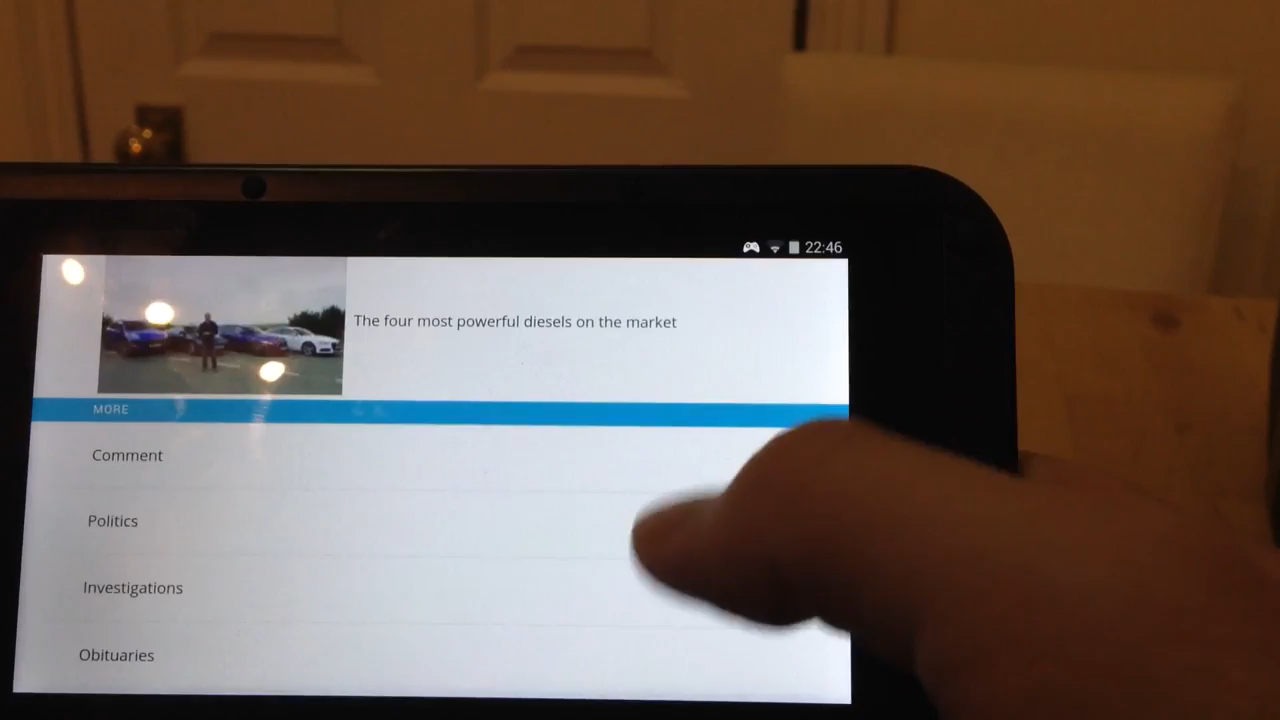 22:46
The four most powerful diesels on the market
MORE
Comment
Politics
Investigations
Obituaries